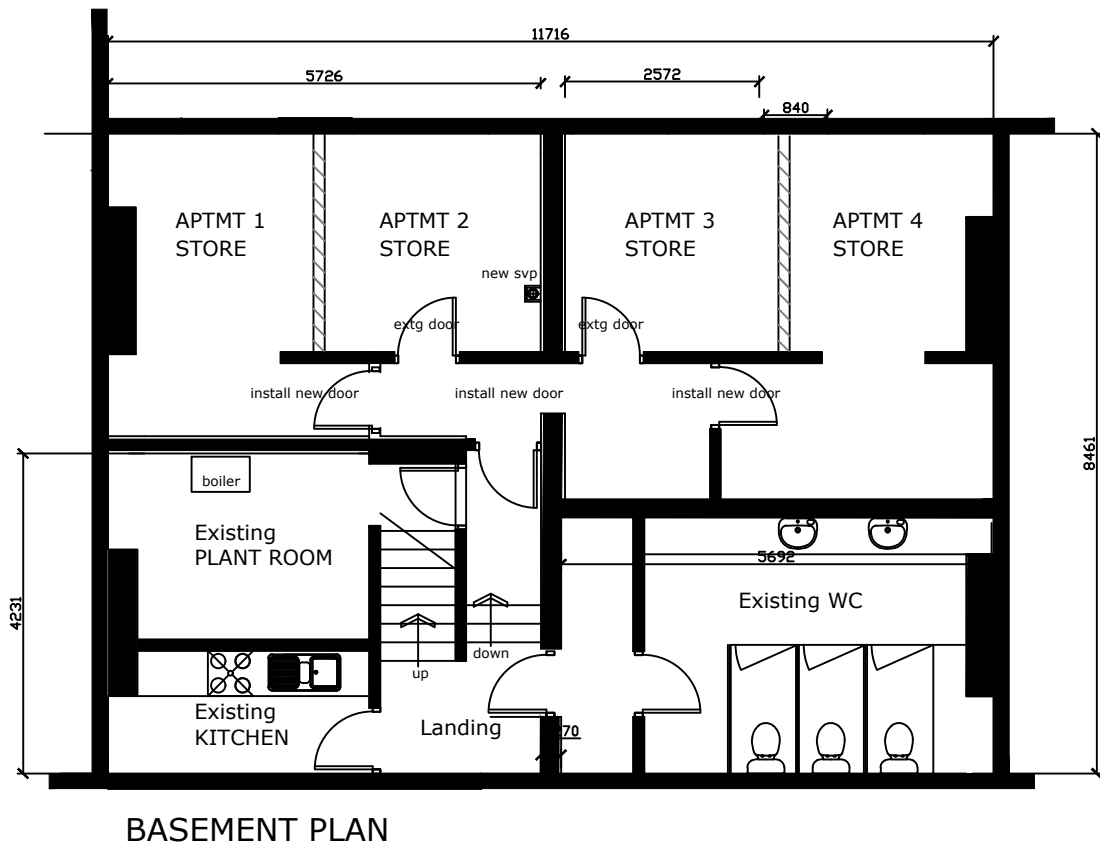 11716
5726
2572
840
APTMT 1
STORE
APTMT 2
STORE
APTMT 3
STORE
APTMT 4
STORE
new svp
extg door
extg door
install new door
install new door
install new door
8461
boiler
Existing
PLANT ROOM
4231
5692
Existing WC
down
up
Existing
KITCHEN
Landing
70
BASEMENT PLAN